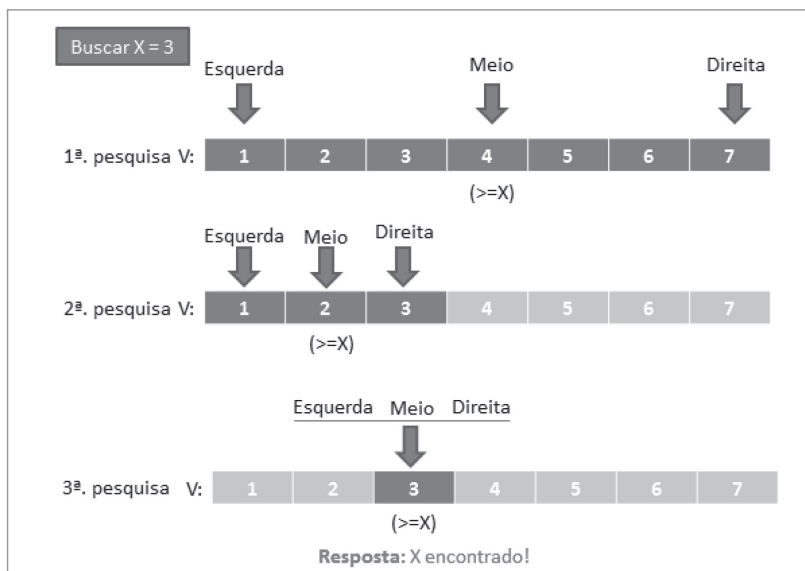 Buscar X = 3
Esquerda Meio Direita
1ª. pesquisa V: 1 2 3 4 5 6 7
(>=X)
Esquerda Meio Direita
2ª. pesquisa V: 1 2 3 4 5 6 7
(>=X)
Esquerda Meio Direita
3ª. pesquisa V: 1 2 3 4 5 6 7
(>=X)
Resposta: X encontrado!